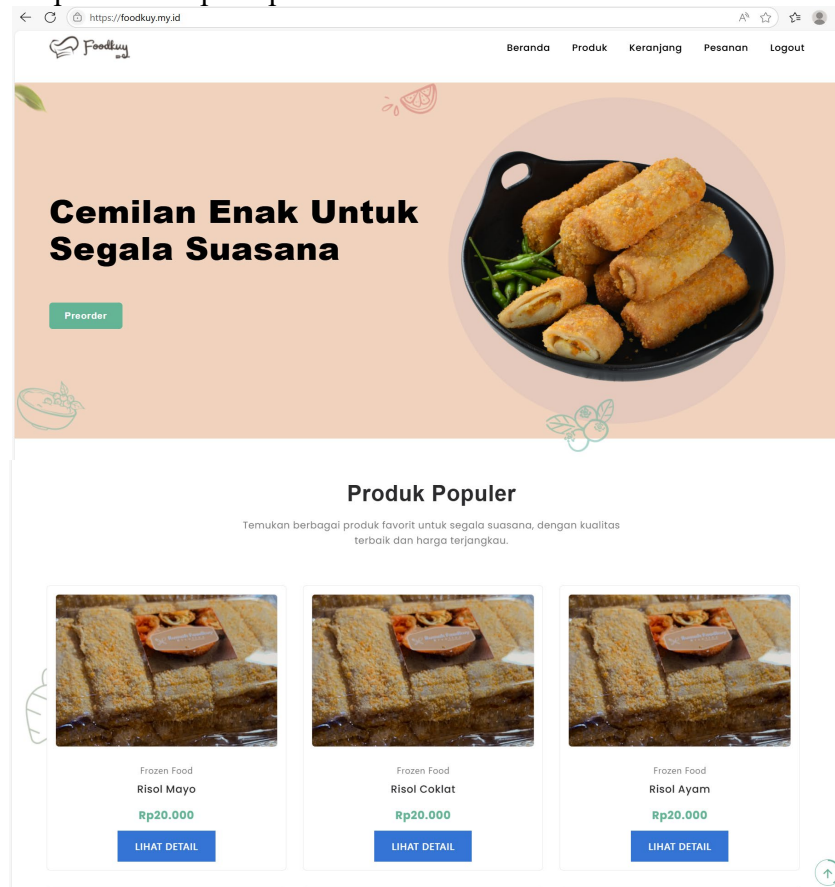 https://foodkuy.my.id
Foodkuy
Beranda Produk Keranjang Pesanan Logout
Cemilan Enak Untuk
Segala Suasana
Preorder
Produk Populer
Temukan berbagai produk favorit untuk segala suasana, dengan kualitas
terbaik dan harga terjangkau.
Frozen Food
Risol Mayo
Rp20.000
LIHAT DETAIL
Frozen Food
Risol Coklat
Rp20.000
LIHAT DETAIL
Frozen Food
Risol Ayam
Rp20.000
LIHAT DETAIL